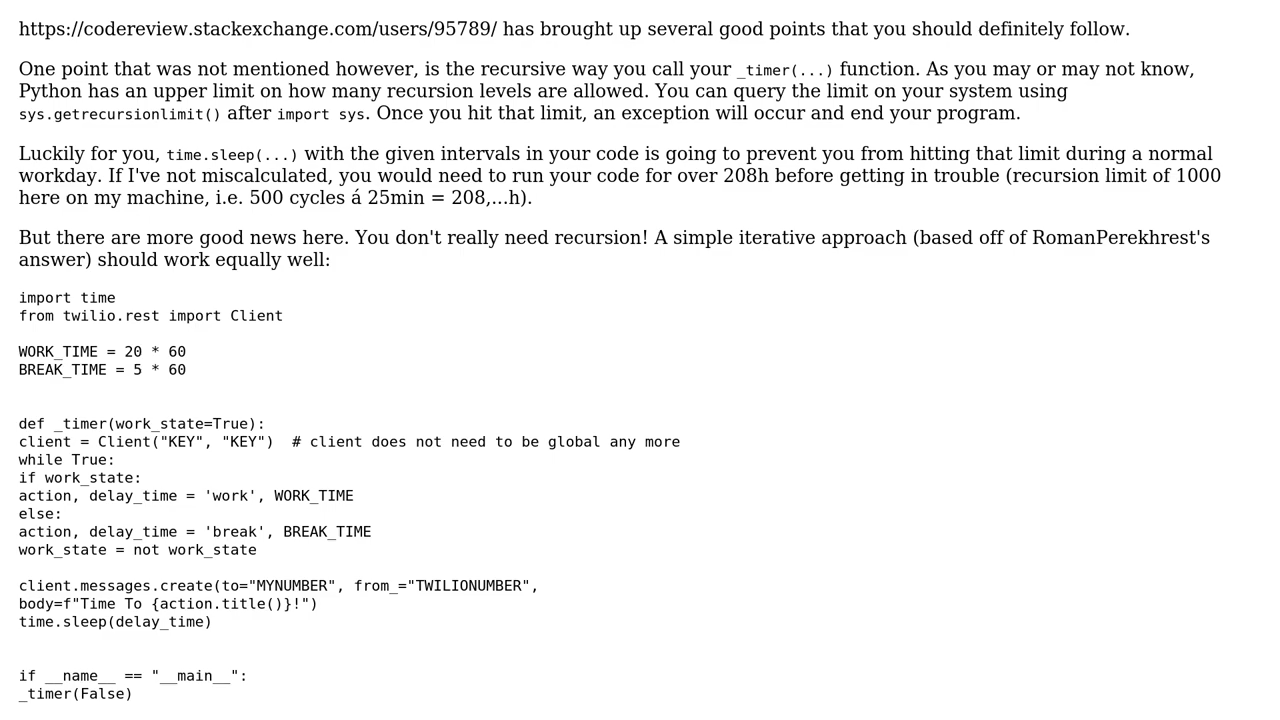 https://codereview.stackexchange.com/users/95789/ has brought up several good points that you should definitely follow.
One point that was not mentioned however, is the recursive way you call your _timer(...) function. As you may or may not know,
Python has an upper limit on how many recursion levels are allowed. You can query the limit on your system using
sys.getrecursionlimit() after import sys. Once you hit that limit, an exception will occur and end your program.
Luckily for you, time.sleep(...) with the given intervals in your code is going to prevent you from hitting that limit during a normal
workday. If I've not miscalculated, you would need to run your code for over 208h before getting in trouble (recursion limit of 1000
here on my machine, i.e. 500 cycles á 25min = 208,...h).
But there are more good news here. You don't really need recursion! A simple iterative approach (based off of RomanPerekhrest's
answer) should work equally well:
import time
from twilio.rest import Client
WORK_TIME = 20 * 60
BREAK_TIME = 5 * 60
def _timer(work_state=True):
client = Client("KEY", "KEY")  # client does not need to be global any more
while True:
if work_state:
action, delay_time = 'work', WORK_TIME
else:
action, delay_time = 'break', BREAK_TIME
work_state = not work_state
client.messages.create(to="MYNUMBER", from_="TWILIONUMBER",
body=f"Time To {action.title()}!")
time.sleep(delay_time)
if __name__ == "__main__":
_timer(False)